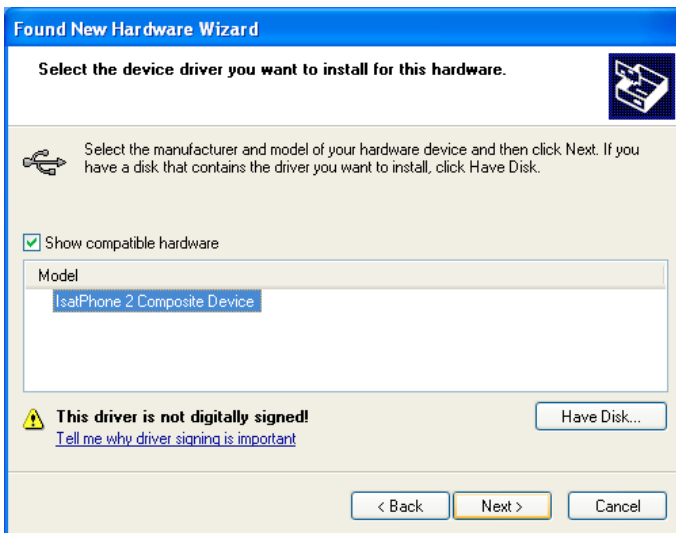 Found New Hardware Wizard
Select the device driver you want to install for this hardware.
Select the manufacturer and model of your hardware device and then click Next. If you
have a disk that contains the driver you want to install, click Have Disk.
Show compatible hardware
Model
IsatPhone 2 Composite Device
This driver is not digitally signed!
Have Disk...
Tell me why driver signing is important
< Back
Next >
Cancel